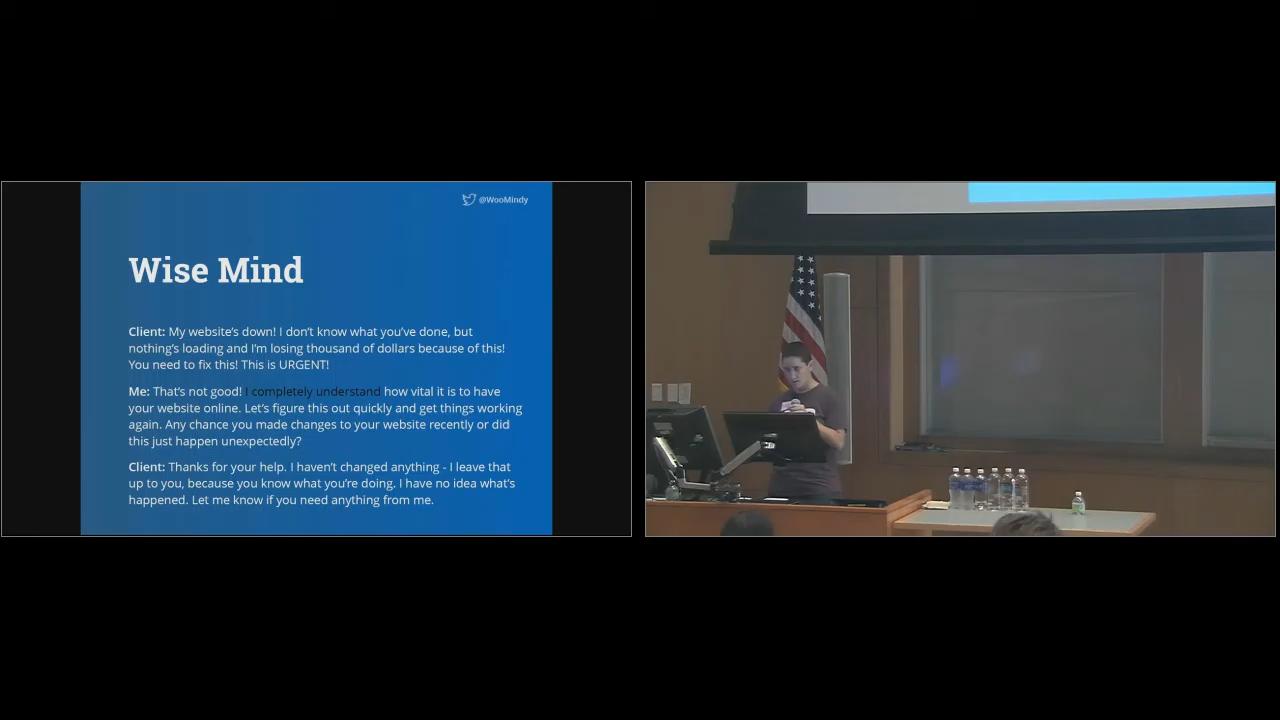 @WooMindy
Wise Mind
Client: My website's down! I don't know what you've done, but
nothing's loading and I'm losing thousand of dollars because of this!
You need to fix this! This is URGENT!
Me: That's not good! I completely understand how vital it is to have
your website online. Let's figure this out quickly and get things working
again. Any chance you made changes to your website recently or did
this just happen unexpectedly?
Client: Thanks for your help. I haven't changed anything - I leave that
up to you, because you know what you're doing. I have no idea what's
happened. Let me know if you need anything from me.